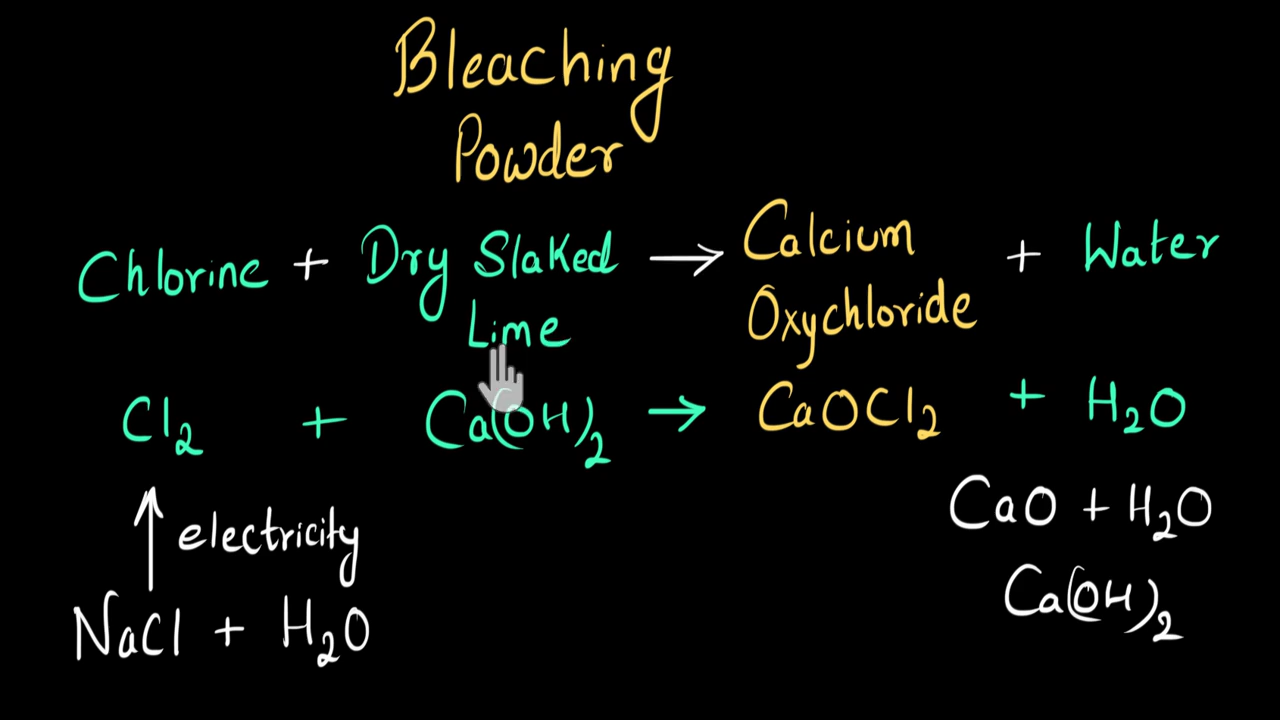 Bleaching
Powder
Chlorine + Dry Slaked Lime → Calcium Oxychloride + Water
Cl₂ + Ca(OH)₂ → CaOCl₂ + H₂O
↑ electricity
NaCl + H₂O
CaO + H₂O
Ca(OH)₂